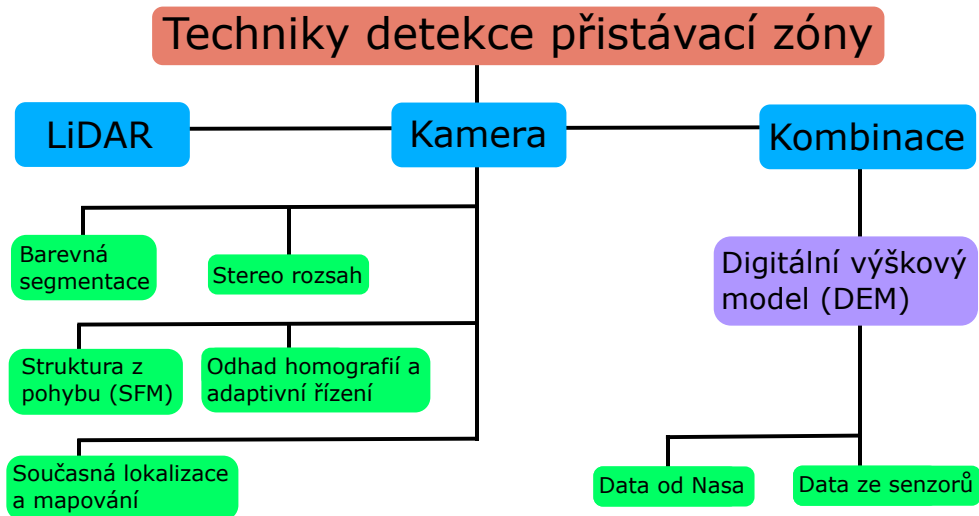 Techniky detekce přistávací zóny
LiDAR
Kamera
Kombinace
Barevná
segmentace
Stereo rozsah
Digitální výškový
model (DEM)
Struktura z
pohybu (SFM)
Odhad homografií a
adaptivní řízení
Současná lokalizace
a mapování
Data od Nasa
Data ze senzorů